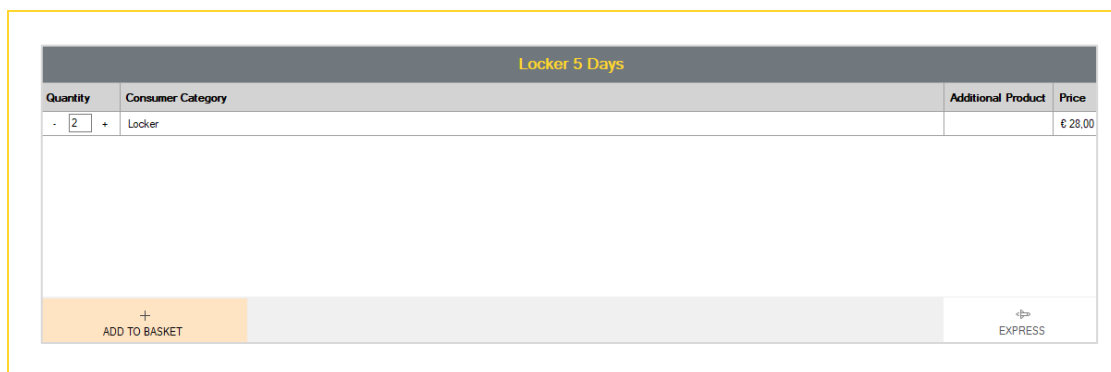 Locker 5 Days
Quantity Consumer Category Additional Product Price
- 2 + Locker € 28,00
+
ADD TO BASKET
EXPRESS